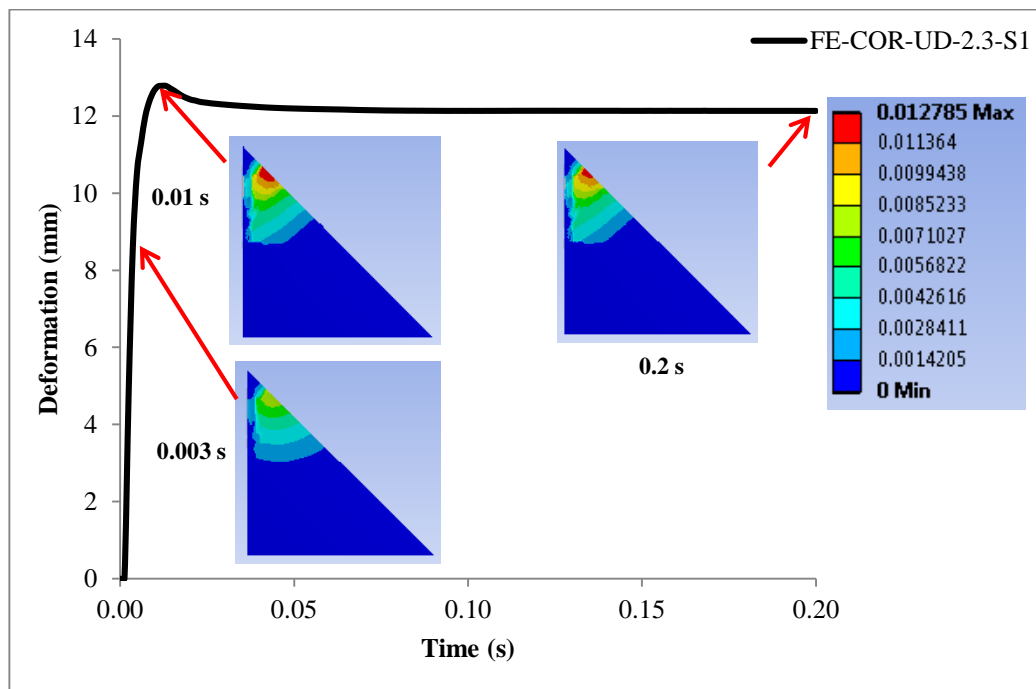 FE-COR-UD-2.3-S1
Deformation (mm)
14
12
10
8
6
4
2
0
0.00
0.05
0.10
0.15
0.20
Time (s)
0.01 s
0.003 s
0.2 s
0.012785 Max
0.011364
0.0099438
0.0085233
0.0071027
0.0056822
0.0042616
0.0028411
0.0014205
0 Min